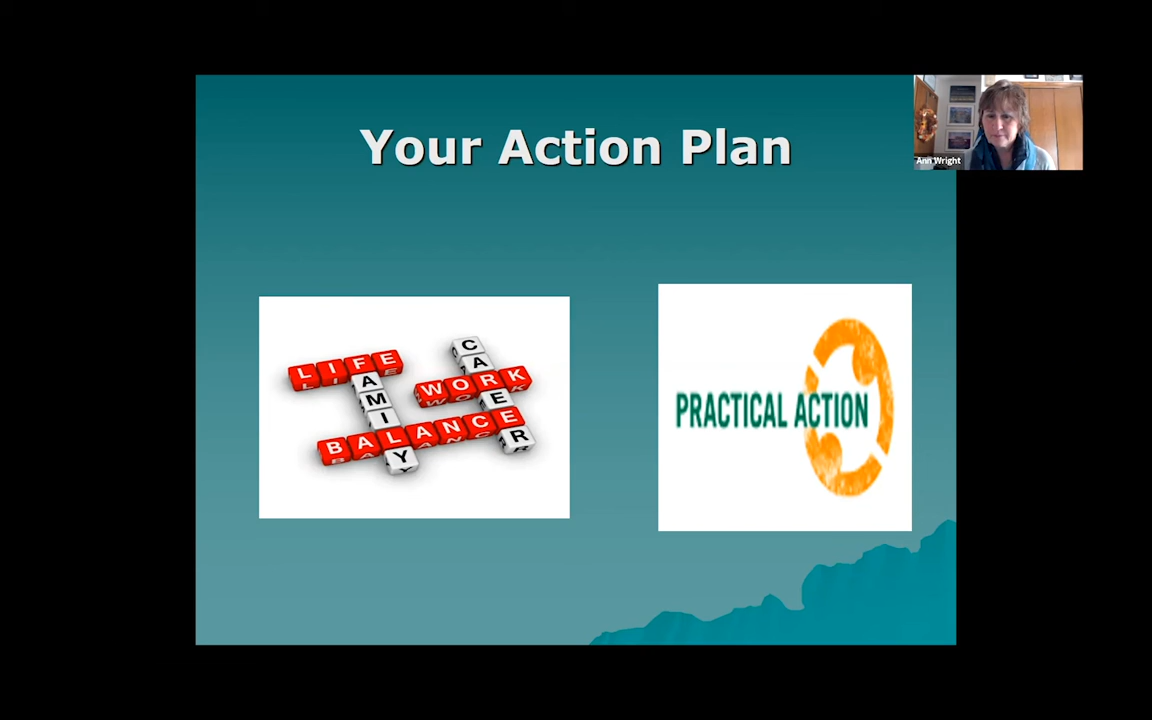 Your Action Plan
Ann Wright
LIFE
FAMILY
WORK
CAREER
BALANCE
PRACTICAL ACTION